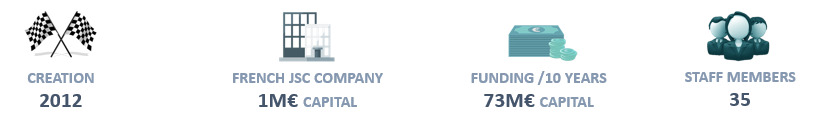 CREATION
2012
FRENCH JSC COMPANY
1M€ CAPITAL
FUNDING /10 YEARS
73M€ CAPITAL
STAFF MEMBERS
35